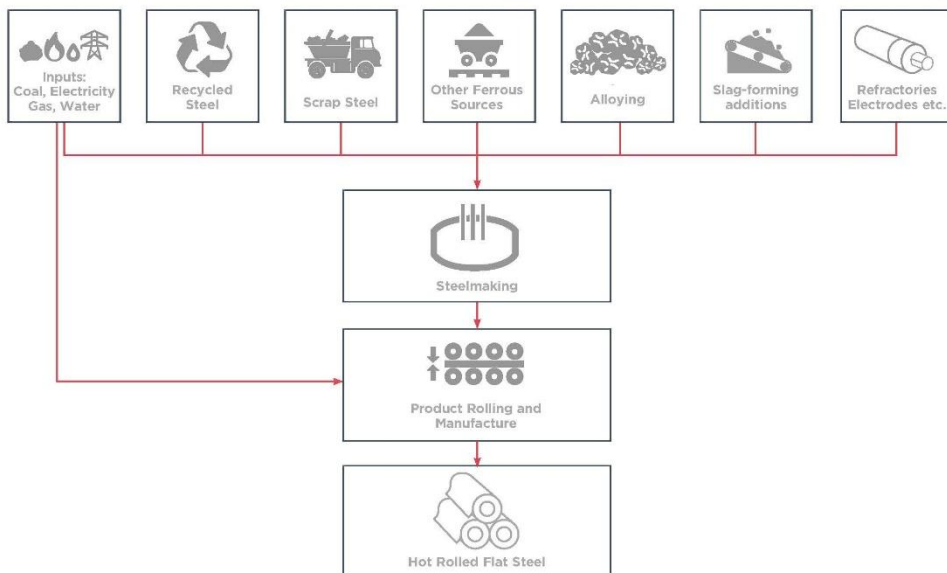 Inputs:
Coal, Electricity
Gas, Water
Recycled
Steel
Scrap Steel
Other Ferrous
Sources
Alloying
Slag-forming
additions
Refractories
Electrodes etc.
Steelmaking
Product Rolling and
Manufacture
Hot Rolled Flat Steel